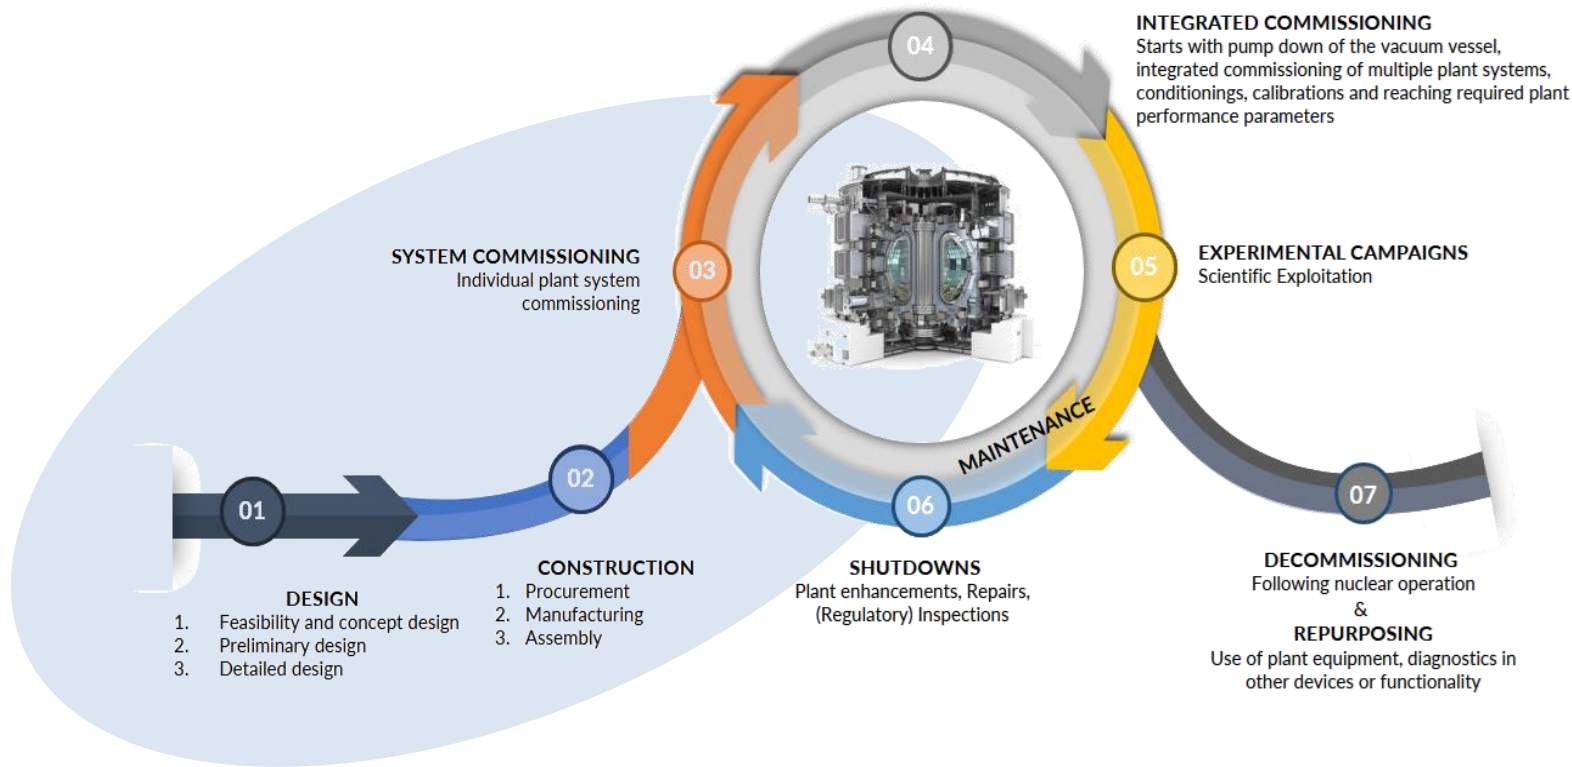 04
INTEGRATED COMMISSIONING
Starts with pump down of the vacuum vessel,
integrated commissioning of multiple plant systems,
conditionings, calibrations and reaching required plant
performance parameters
SYSTEM COMMISSIONING
Individual plant system
commissioning
03
05
EXPERIMENTAL CAMPAIGNS
Scientific Exploitation
MAINTENANCE
01
02
06
07
DESIGN
1. Feasibility and concept design
2. Preliminary design
3. Detailed design
CONSTRUCTION
1. Procurement
2. Manufacturing
3. Assembly
SHUTDOWNS
Plant enhancements, Repairs,
(Regulatory) Inspections
DECOMMISSIONING
Following nuclear operation
&
REPURPOSING
Use of plant equipment, diagnostics in
other devices or functionality